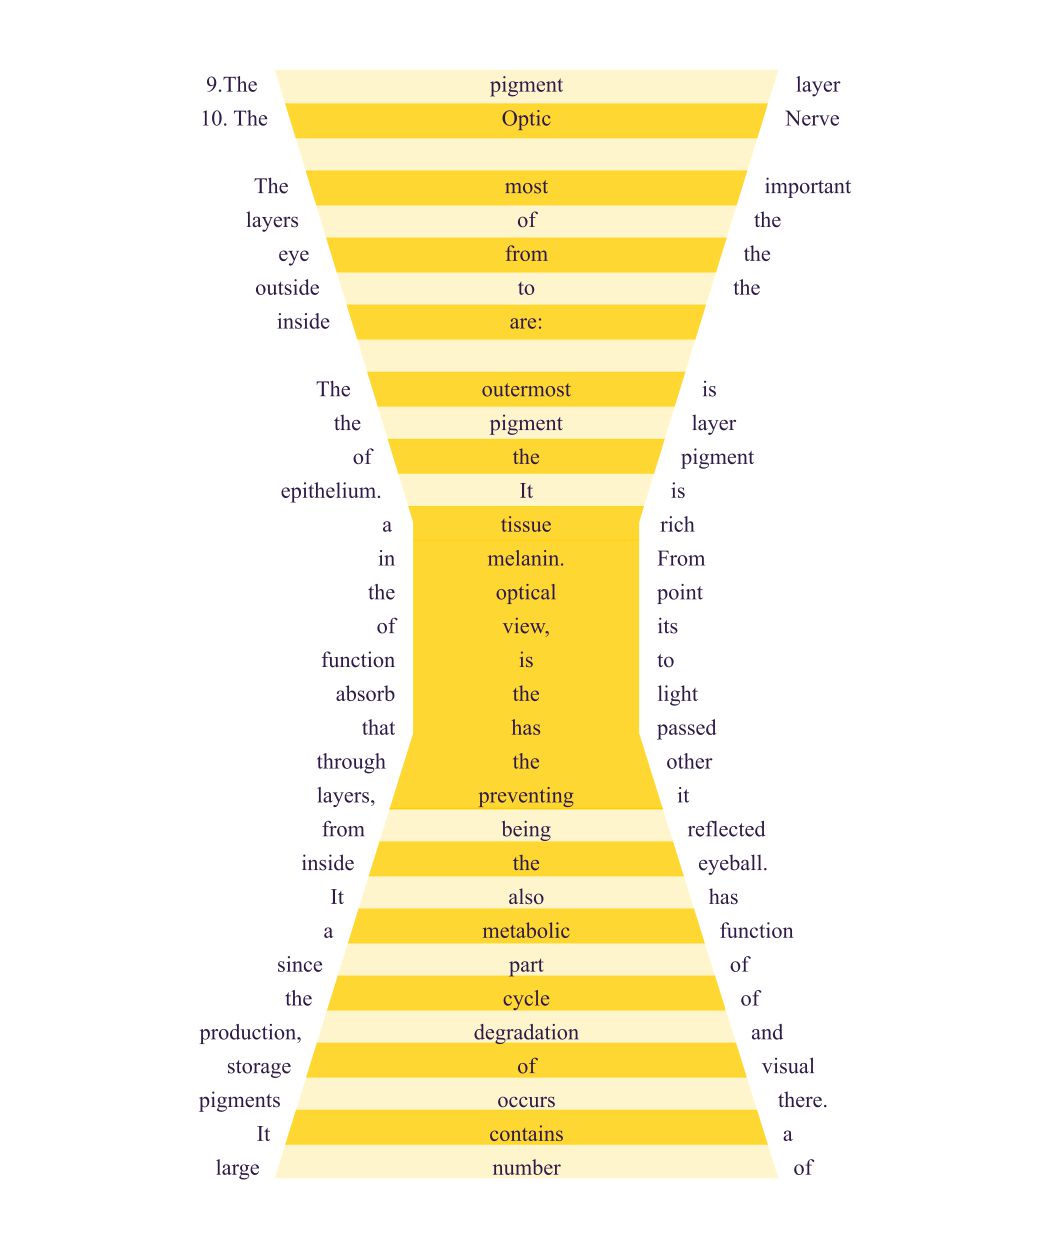 9.The pigment layer
10. The Optic Nerve
The most important
layers of the
eye from the
outside to the
inside are:
The outermost is
the pigment layer
of the pigment
epithelium. It is
a tissue rich
in melanin. From
the optical point
of view, its
function is to
absorb the light
that has passed
through the other
layers, preventing it
from being reflected
inside the eyeball.
It also has
a metabolic function
since part of
the cycle of
production, degradation and
storage of visual
pigments occurs there.
It contains a
large number of